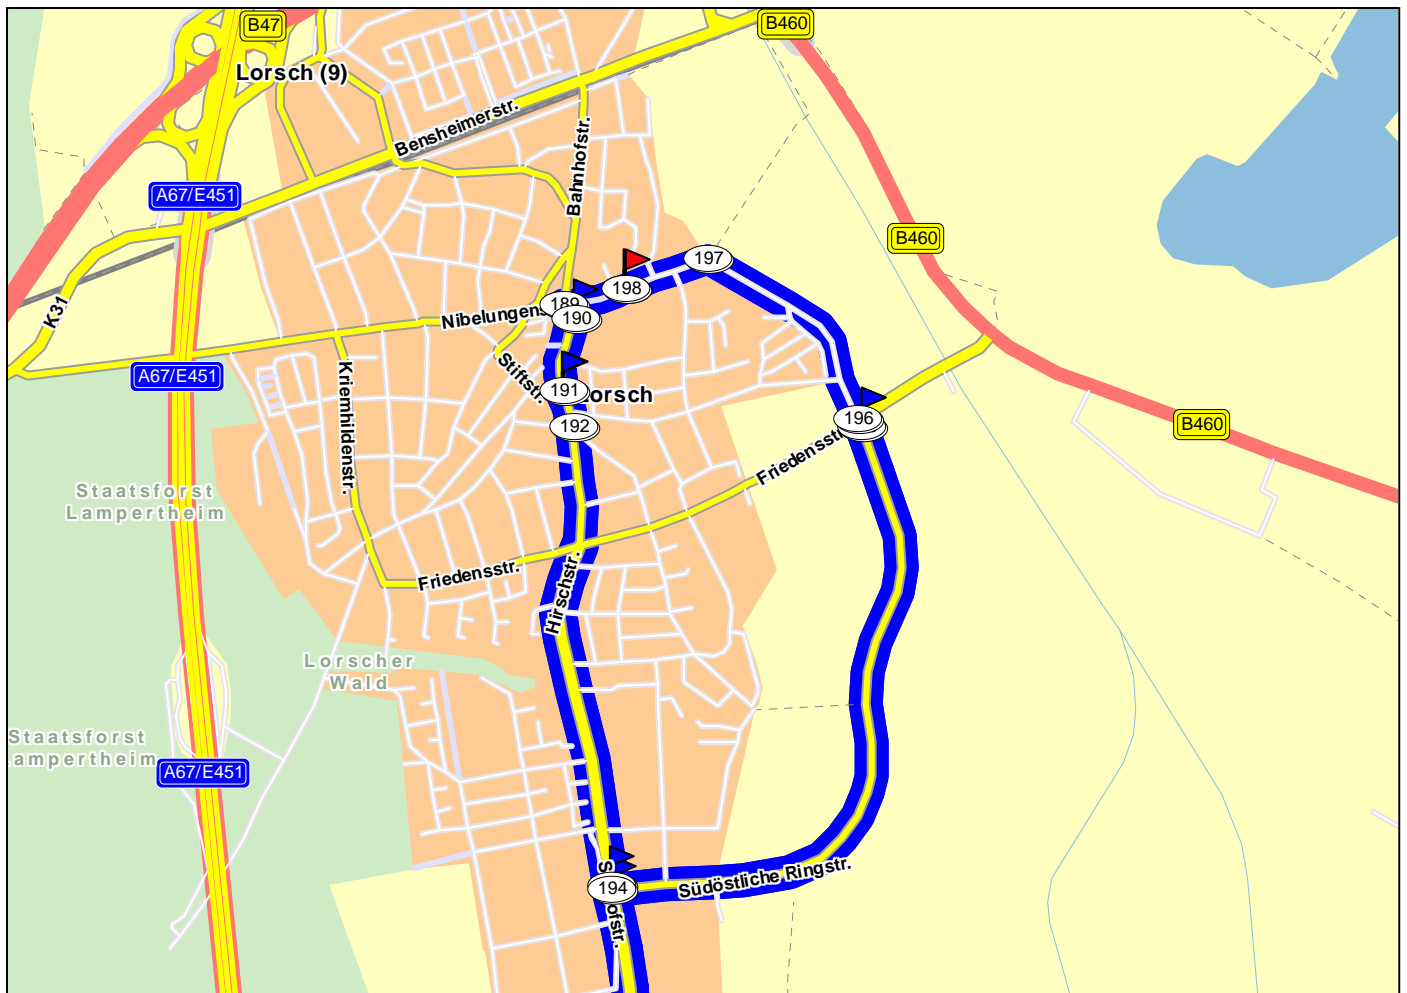 B47
B460
Lorsch (9)
Bensheimerstr.
Bahnhofstr.
A67/E451
B460
197
198
K31
189
Nibelungens
190
A67/E451
Stiftstr.
Kriemhildenstr.
191
orsch
192
196
B460
Friedensstr
Staatsforst
Lampertheim
Friedensstr.
Hirschstr.
Lorscher
Wald
Staatsforst
ampertheim
A67/E451
S
194
ofstr.
Südöstliche Ringstr.